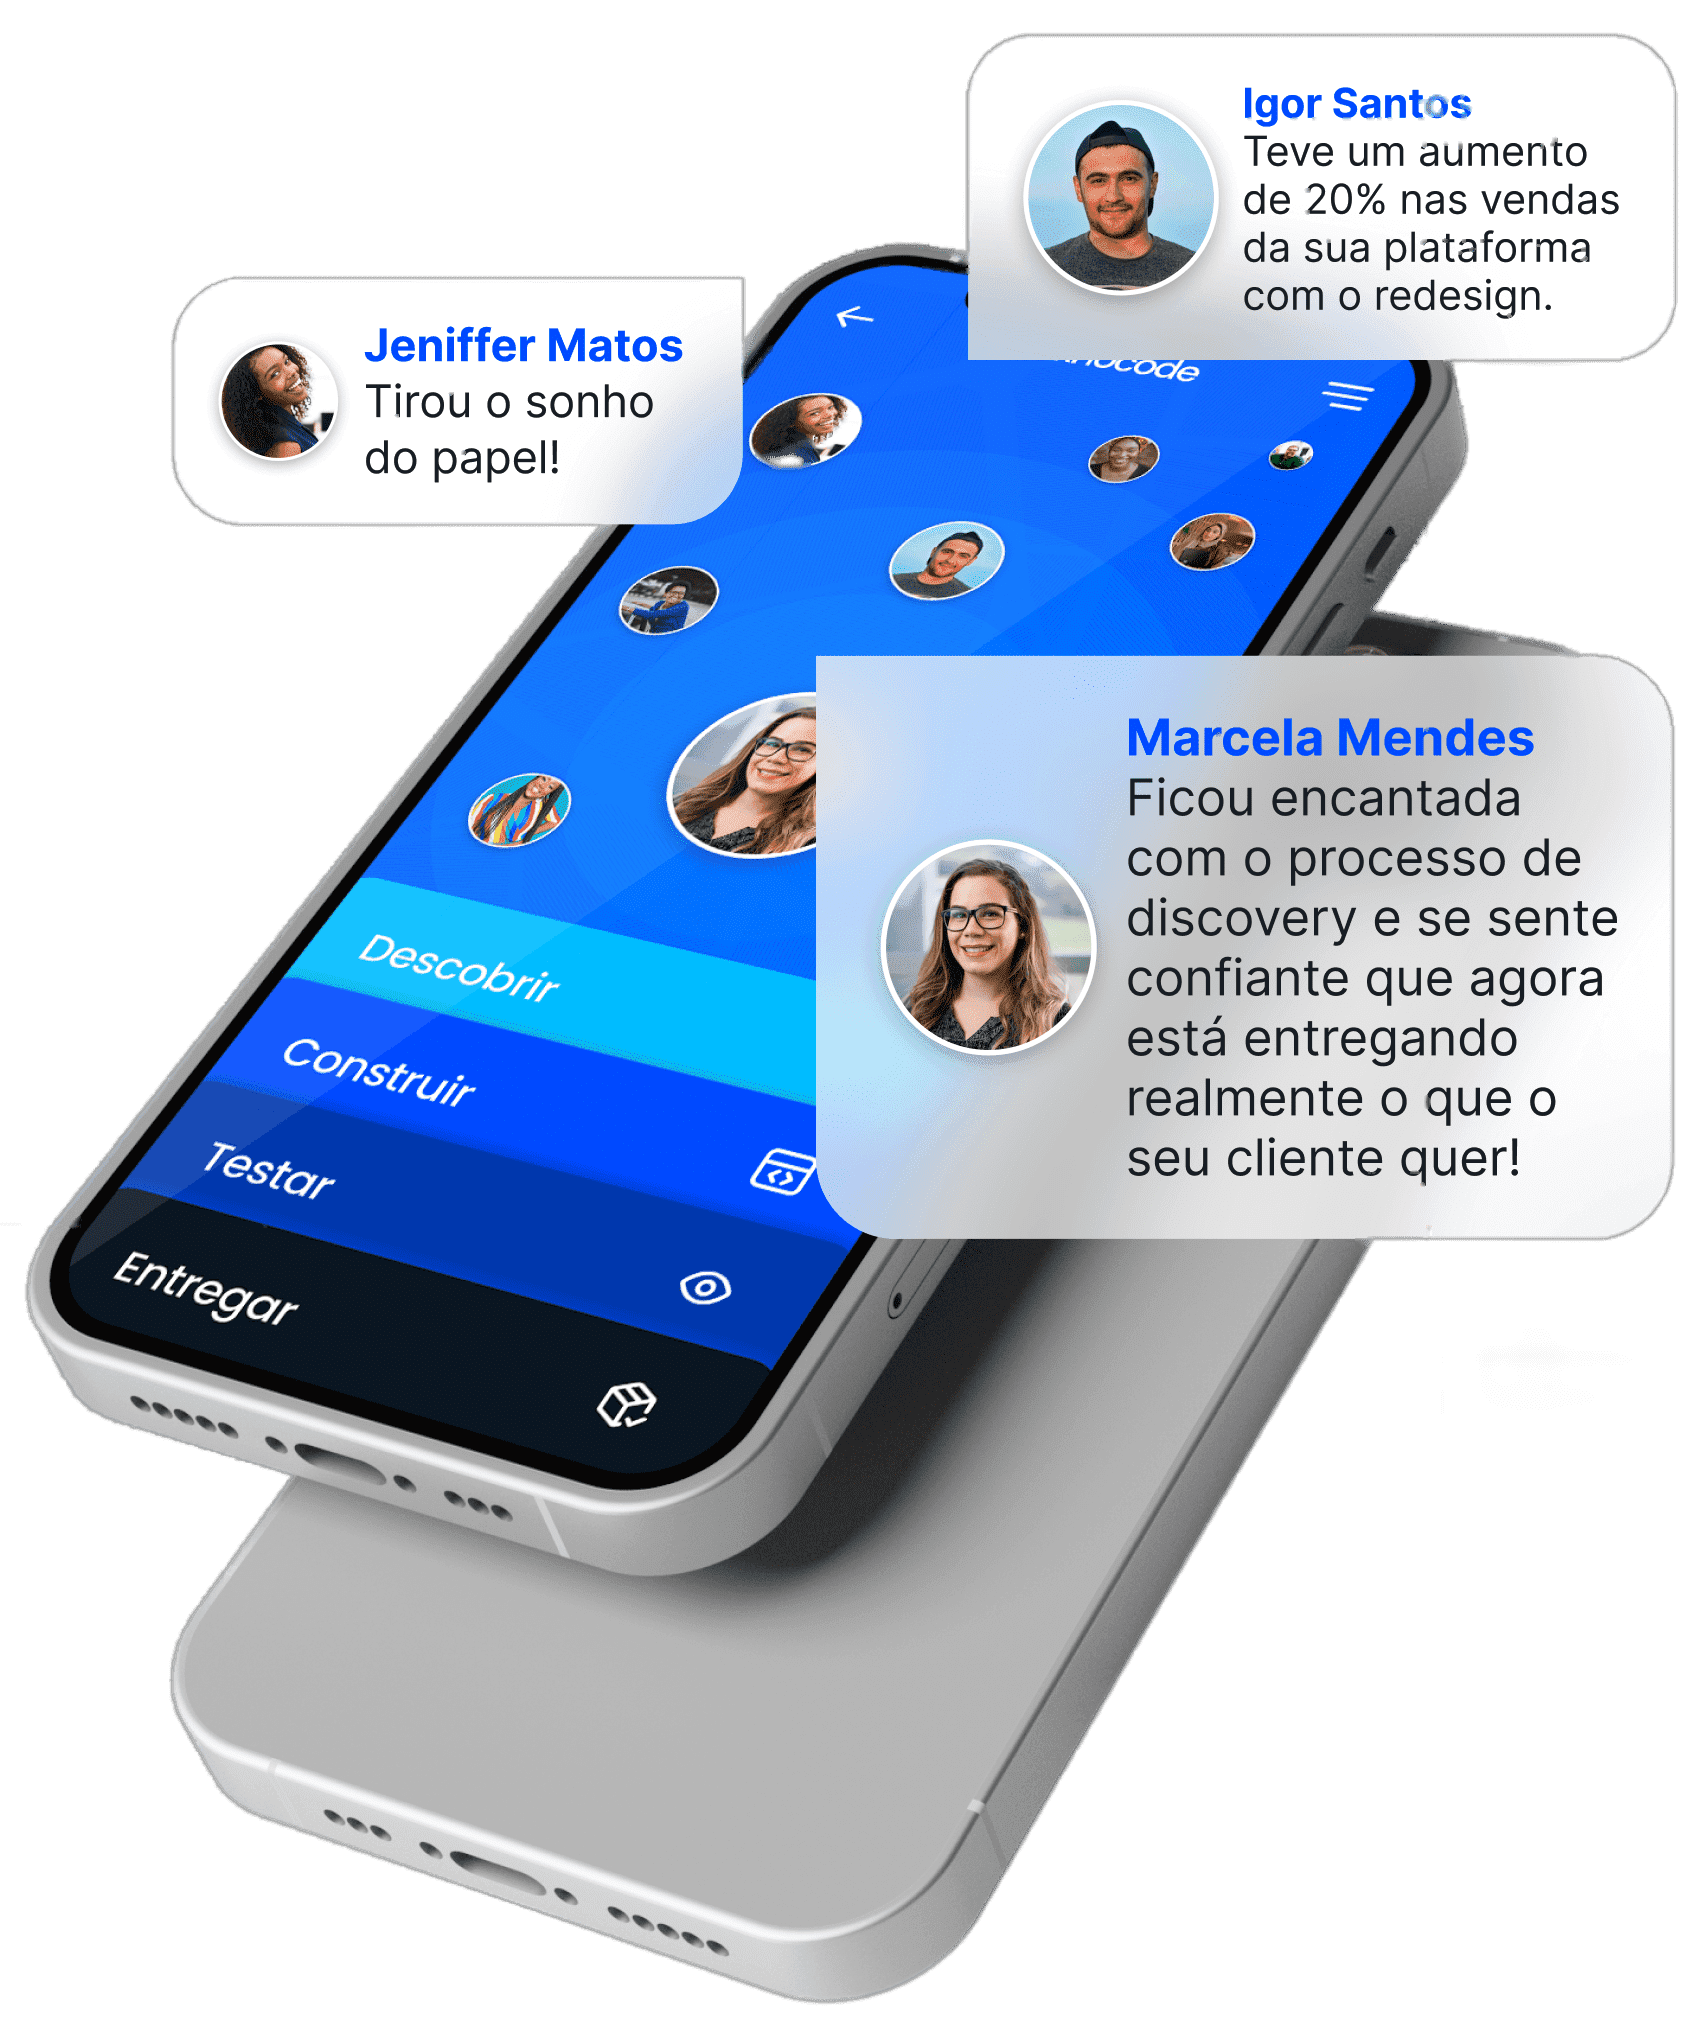 Igor Santos
Teve um aumento
de 20% nas vendas
da sua plataforma
com o redesign.
Jeniffer Matos
Tirou o sonho
do papel!
Marcela Mendes
Ficou encantada
com o processo de
discovery e se sente
confiante que agora
está entregando
realmente o que o
seu cliente quer!
Descobrir
Construir
Testar
Entregar